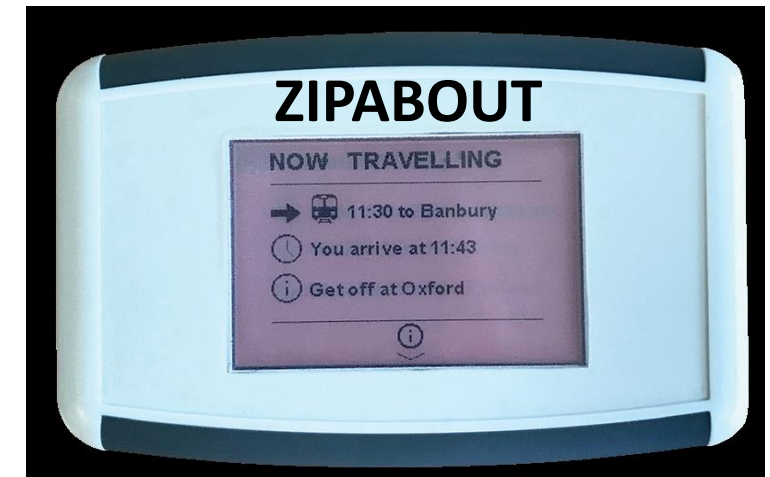 ZIPABOUT
NOW TRAVELLING
11:30 to Banbury
You arrive at 11:43
i Get off at Oxford
i